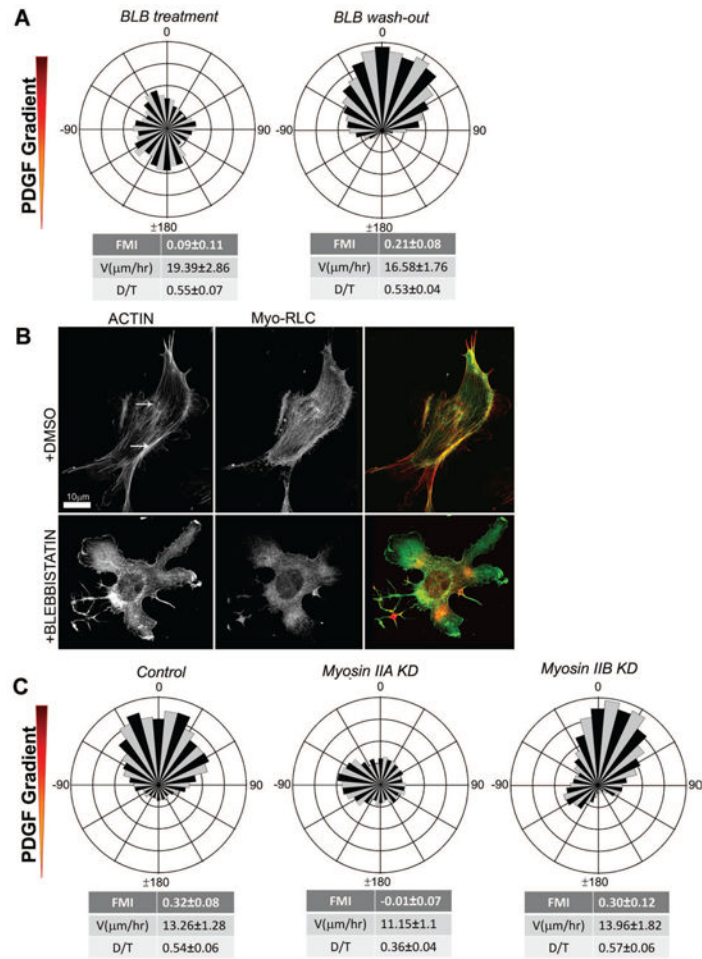 A
BLB treatment
BLB wash-out
0
0
PDGF Gradient
-90
90
-90
90
±180
±180
FMI 0.09±0.11
V(μm/hr) 19.39±2.86
D/T 0.55±0.07
FMI 0.21±0.08
V(μm/hr) 16.58±1.76
D/T 0.53±0.04
B
ACTIN
Myo-RLC
+DMSO
10μm
+BLEBBISTATIN
C
Control
Myosin IIA KD
Myosin IIB KD
0
0
0
PDGF Gradient
-90
90
-90
90
-90
90
±180
±180
±180
FMI 0.32±0.08
V(μm/hr) 13.26±1.28
D/T 0.54±0.06
FMI -0.01±0.07
V(μm/hr) 11.15±1.1
D/T 0.36±0.04
FMI 0.30±0.12
V(μm/hr) 13.96±1.82
D/T 0.57±0.06